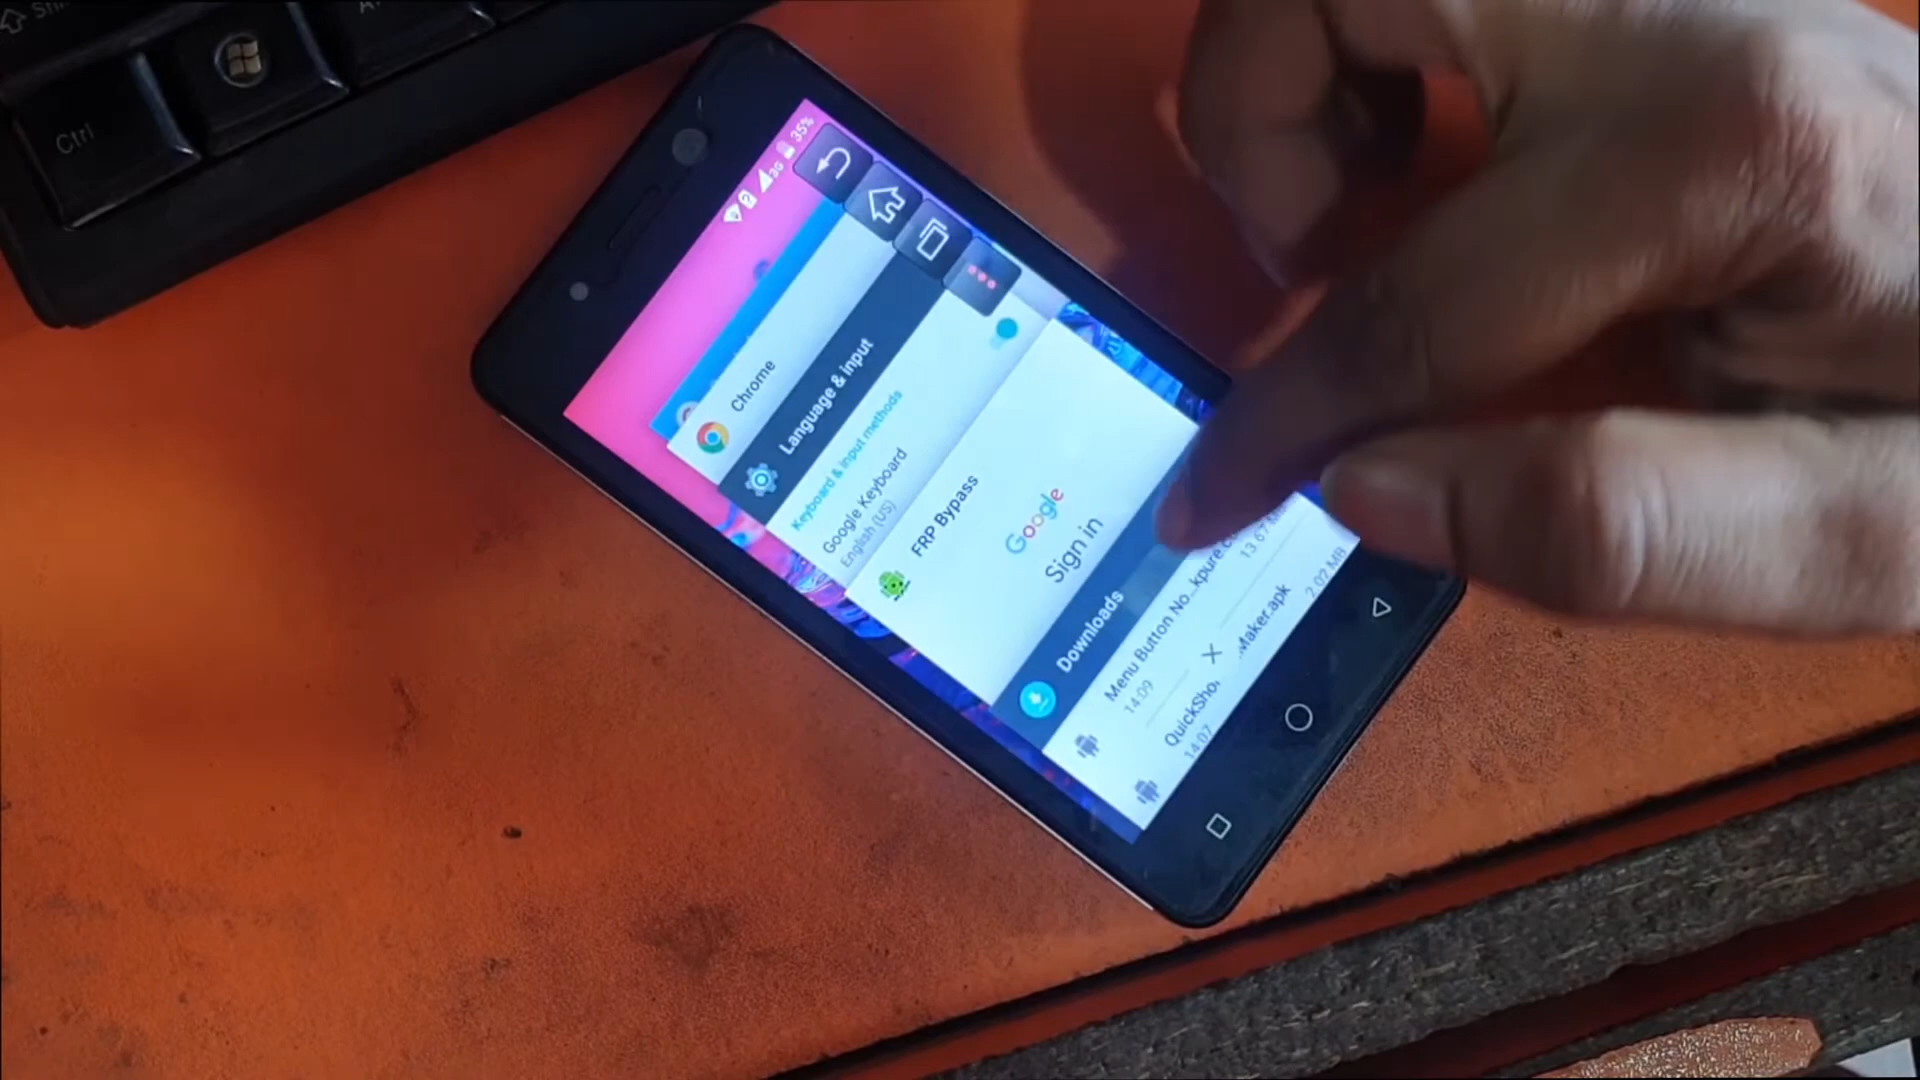 Ctrl
35%
3G
Chrome
Language & input
Keyboard & input methods
Google Keyboard
English (US)
FRP Bypass
Google
Sign in
Downloads
Menu Button No...kpure.c
14:09
13.67
Maker.apk
14:07
2.02 MB